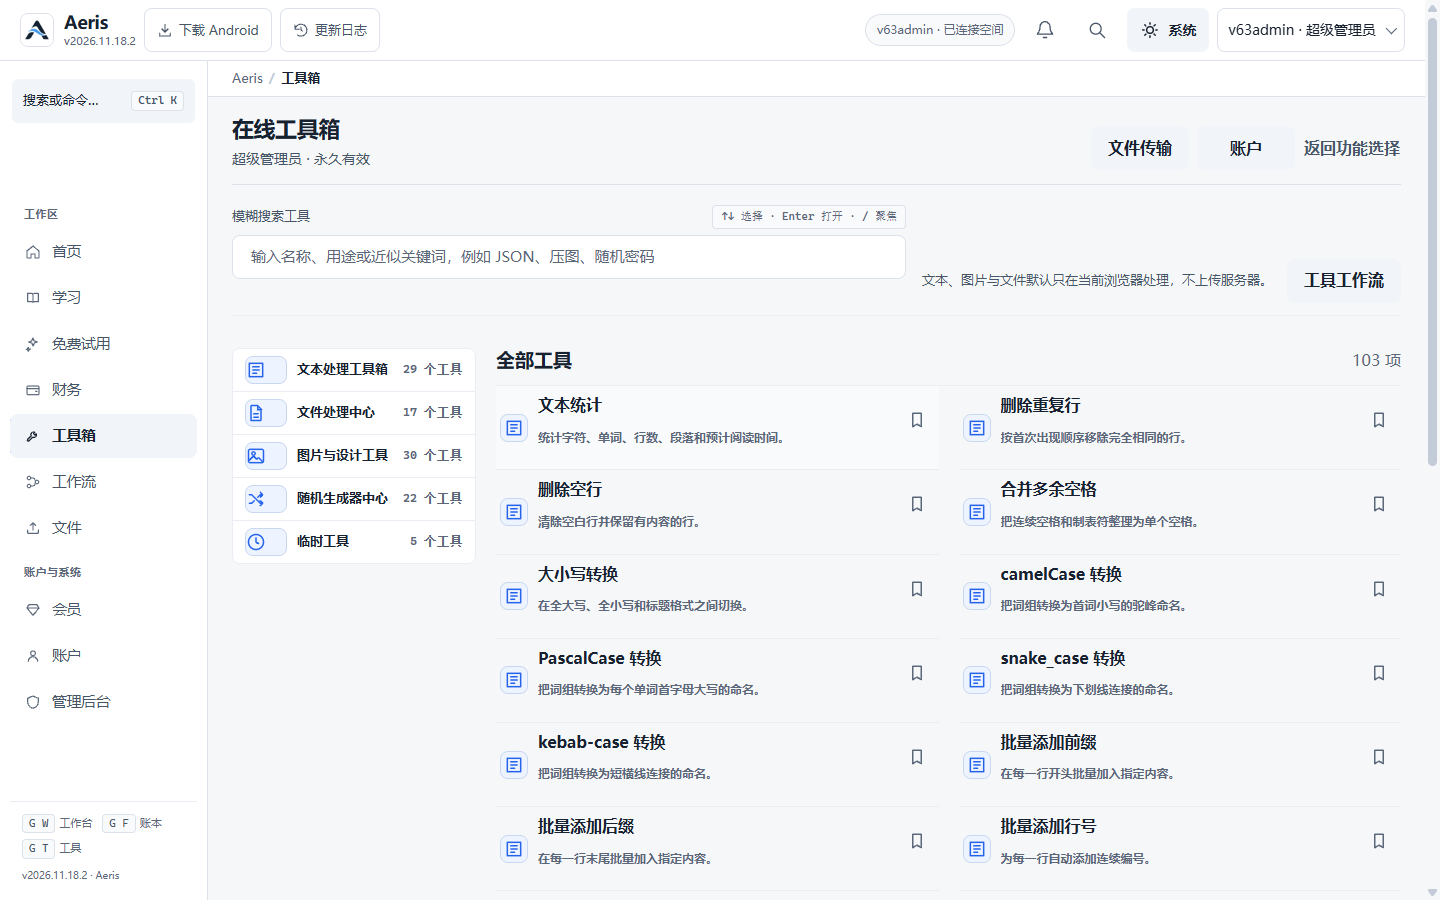 Aeris
v2026.11.18.2
下载 Android
更新日志
v63admin · 已连接空间
系统
v63admin · 超级管理员
搜索或命令...
Ctrl K
工作区
首页
学习
免费试用
财务
工具箱
工作流
文件
账户与系统
会员
账户
管理后台
G W 工作台 G F 账本
G T 工具
v2026.11.18.2 · Aeris
Aeris / 工具箱
在线工具箱
超级管理员 · 永久有效
文件传输
账户
返回功能选择
模糊搜索工具
↑↓ 选择 · Enter 打开 · / 聚焦
输入名称、用途或近似关键词，例如 JSON、压图、随机密码
文本、图片与文件默认只在当前浏览器处理，不上传服务器。
工具工作流
文本处理工具箱 29 个工具
文件处理中心 17 个工具
图片与设计工具 30 个工具
随机生成器中心 22 个工具
临时工具 5 个工具
全部工具
103 项
文本统计
统计字符、单词、行数、段落和预计阅读时间。
删除重复行
按首次出现顺序移除完全相同的行。
删除空行
清除空白行并保留有内容的行。
合并多余空格
把连续空格和制表符整理为单个空格。
大小写转换
在全大写、全小写和标题格式之间切换。
camelCase 转换
把词组转换为首词小写的驼峰命名。
PascalCase 转换
把词组转换为每个单词首字母大写的命名。
snake_case 转换
把词组转换为下划线连接的命名。
kebab-case 转换
把词组转换为短横线连接的命名。
批量添加前缀
在每一行开头批量加入指定内容。
批量添加后缀
在每一行末尾批量加入指定内容。
批量添加行号
为每一行自动添加连续编号。